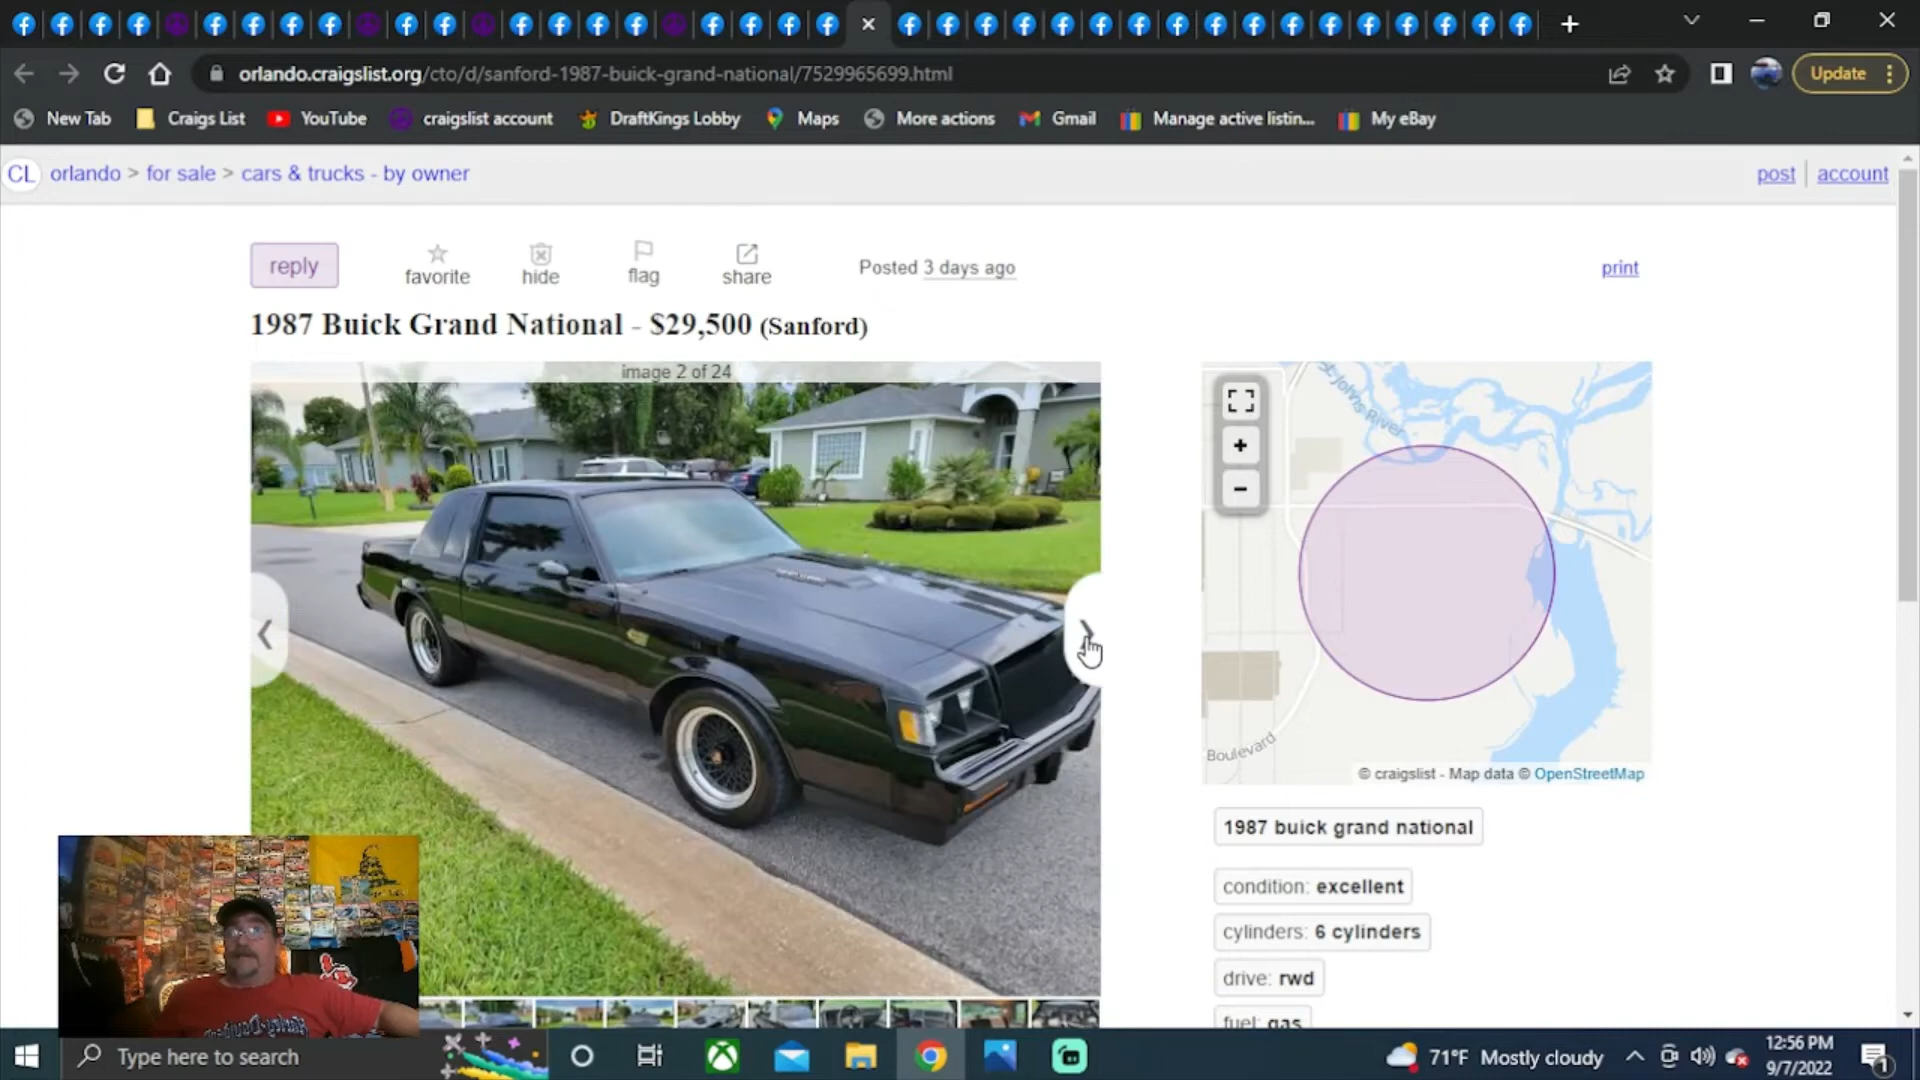 orlando.craigslist.org/cto/d/sanford-1987-buick-grand-national/7529965699.html
Update
New Tab
Craigs List
YouTube
craigslist account
DraftKings Lobby
Maps
More actions
Gmail
Manage active listin...
My eBay
CL orlando > for sale > cars & trucks - by owner
post
account
reply
favorite
hide
flag
share
Posted 3 days ago
print
1987 Buick Grand National - $29,500 (Sanford)
image 2 of 24
St. Johns River
Boulevard
© craigslist - Map data © OpenStreetMap
1987 buick grand national
condition: excellent
cylinders: 6 cylinders
drive: rwd
fuel: gas
Type here to search
71°F Mostly cloudy
12:56 PM
9/7/2022
1